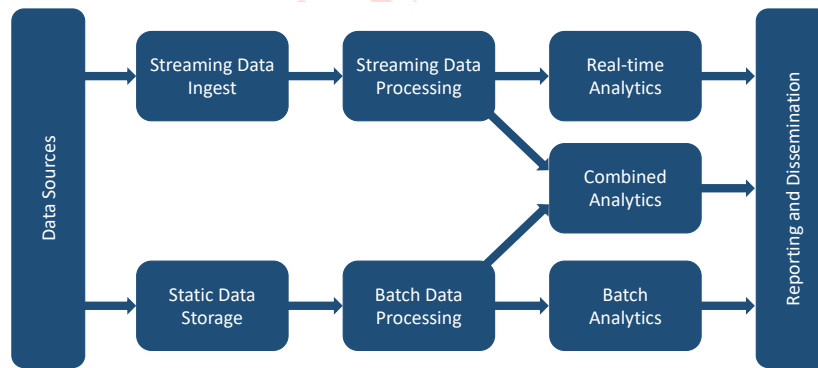 Data Sources
Streaming Data
Ingest
Streaming Data
Processing
Real-time
Analytics
Combined
Analytics
Static Data
Storage
Batch Data
Processing
Batch
Analytics
Reporting and Dissemination